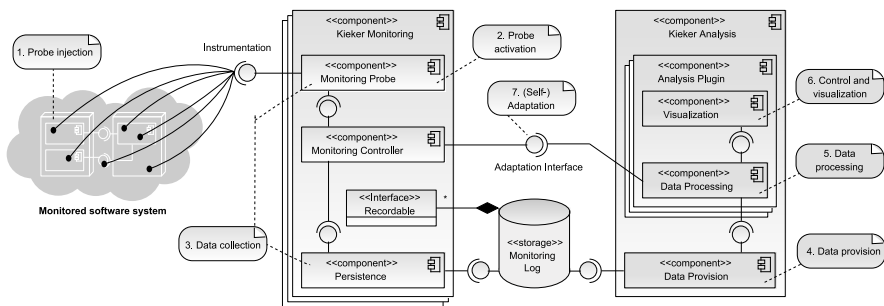 1. Probe injection
Instrumentation
Monitored software system
<<component>>
Kieker Monitoring
<<component>>
Monitoring Probe
2. Probe
activation
<<component>>
Monitoring Controller
<<Interface>>
Recordable
*
3. Data collection
<<component>>
Persistence
7. (Self-)
Adaptation
Adaptation Interface
<<storage>>
Monitoring
Log
<<component>>
Kieker Analysis
<<component>>
Analysis Plugin
<<component>>
Visualization
6. Control and
visualization
<<component>>
Data Processing
5. Data
processing
<<component>>
Data Provision
4. Data provision